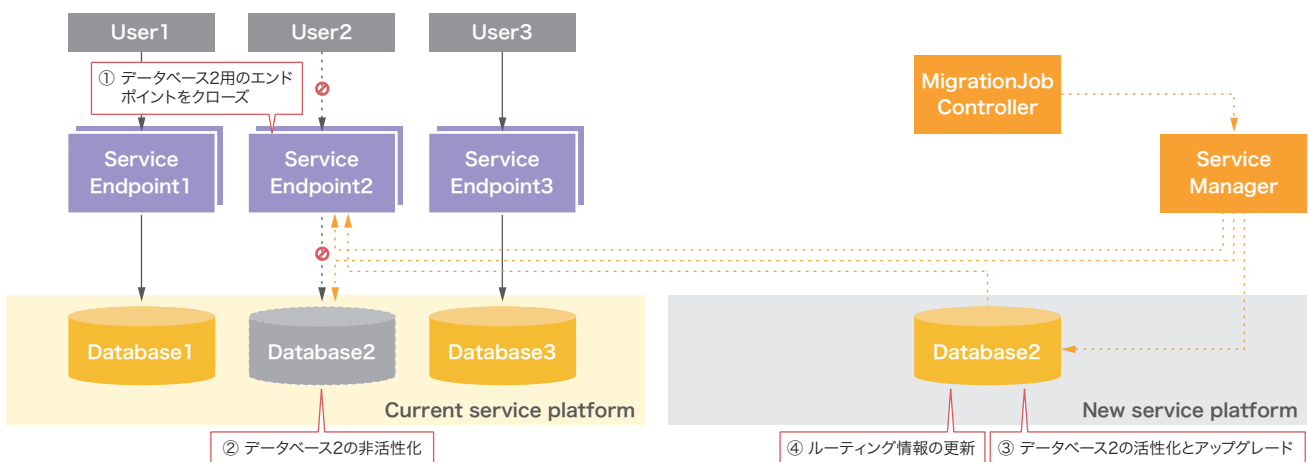 User1
User2
User3
① データベース2用のエンド
ポイントをクローズ
MigrationJob
Controller
Service
Endpoint1
Service
Endpoint2
Service
Endpoint3
Service
Manager
Database1
Database2
Database3
Database2
Current service platform
New service platform
② データベース2の非活性化
④ ルーティング情報の更新
③ データベース2の活性化とアップグレード